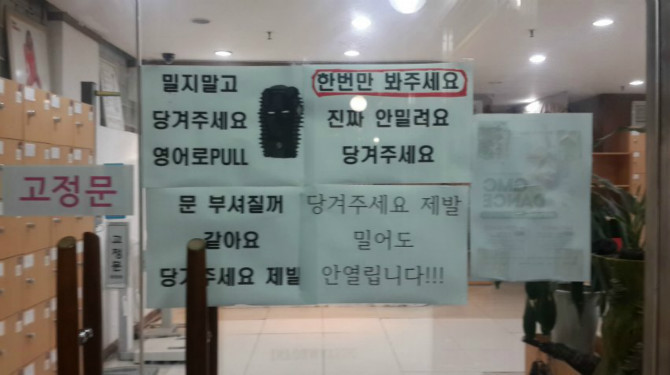 밀지말고
당겨주세요
영어로PULL
한번만 봐주세요
진짜 안밀려요
당겨주세요
고정문
고정문
문 부셔질꺼
같아요
당겨주세요 제발
당겨주세요 제발
밀어도
안열립니다!!!
GMC
DANCE